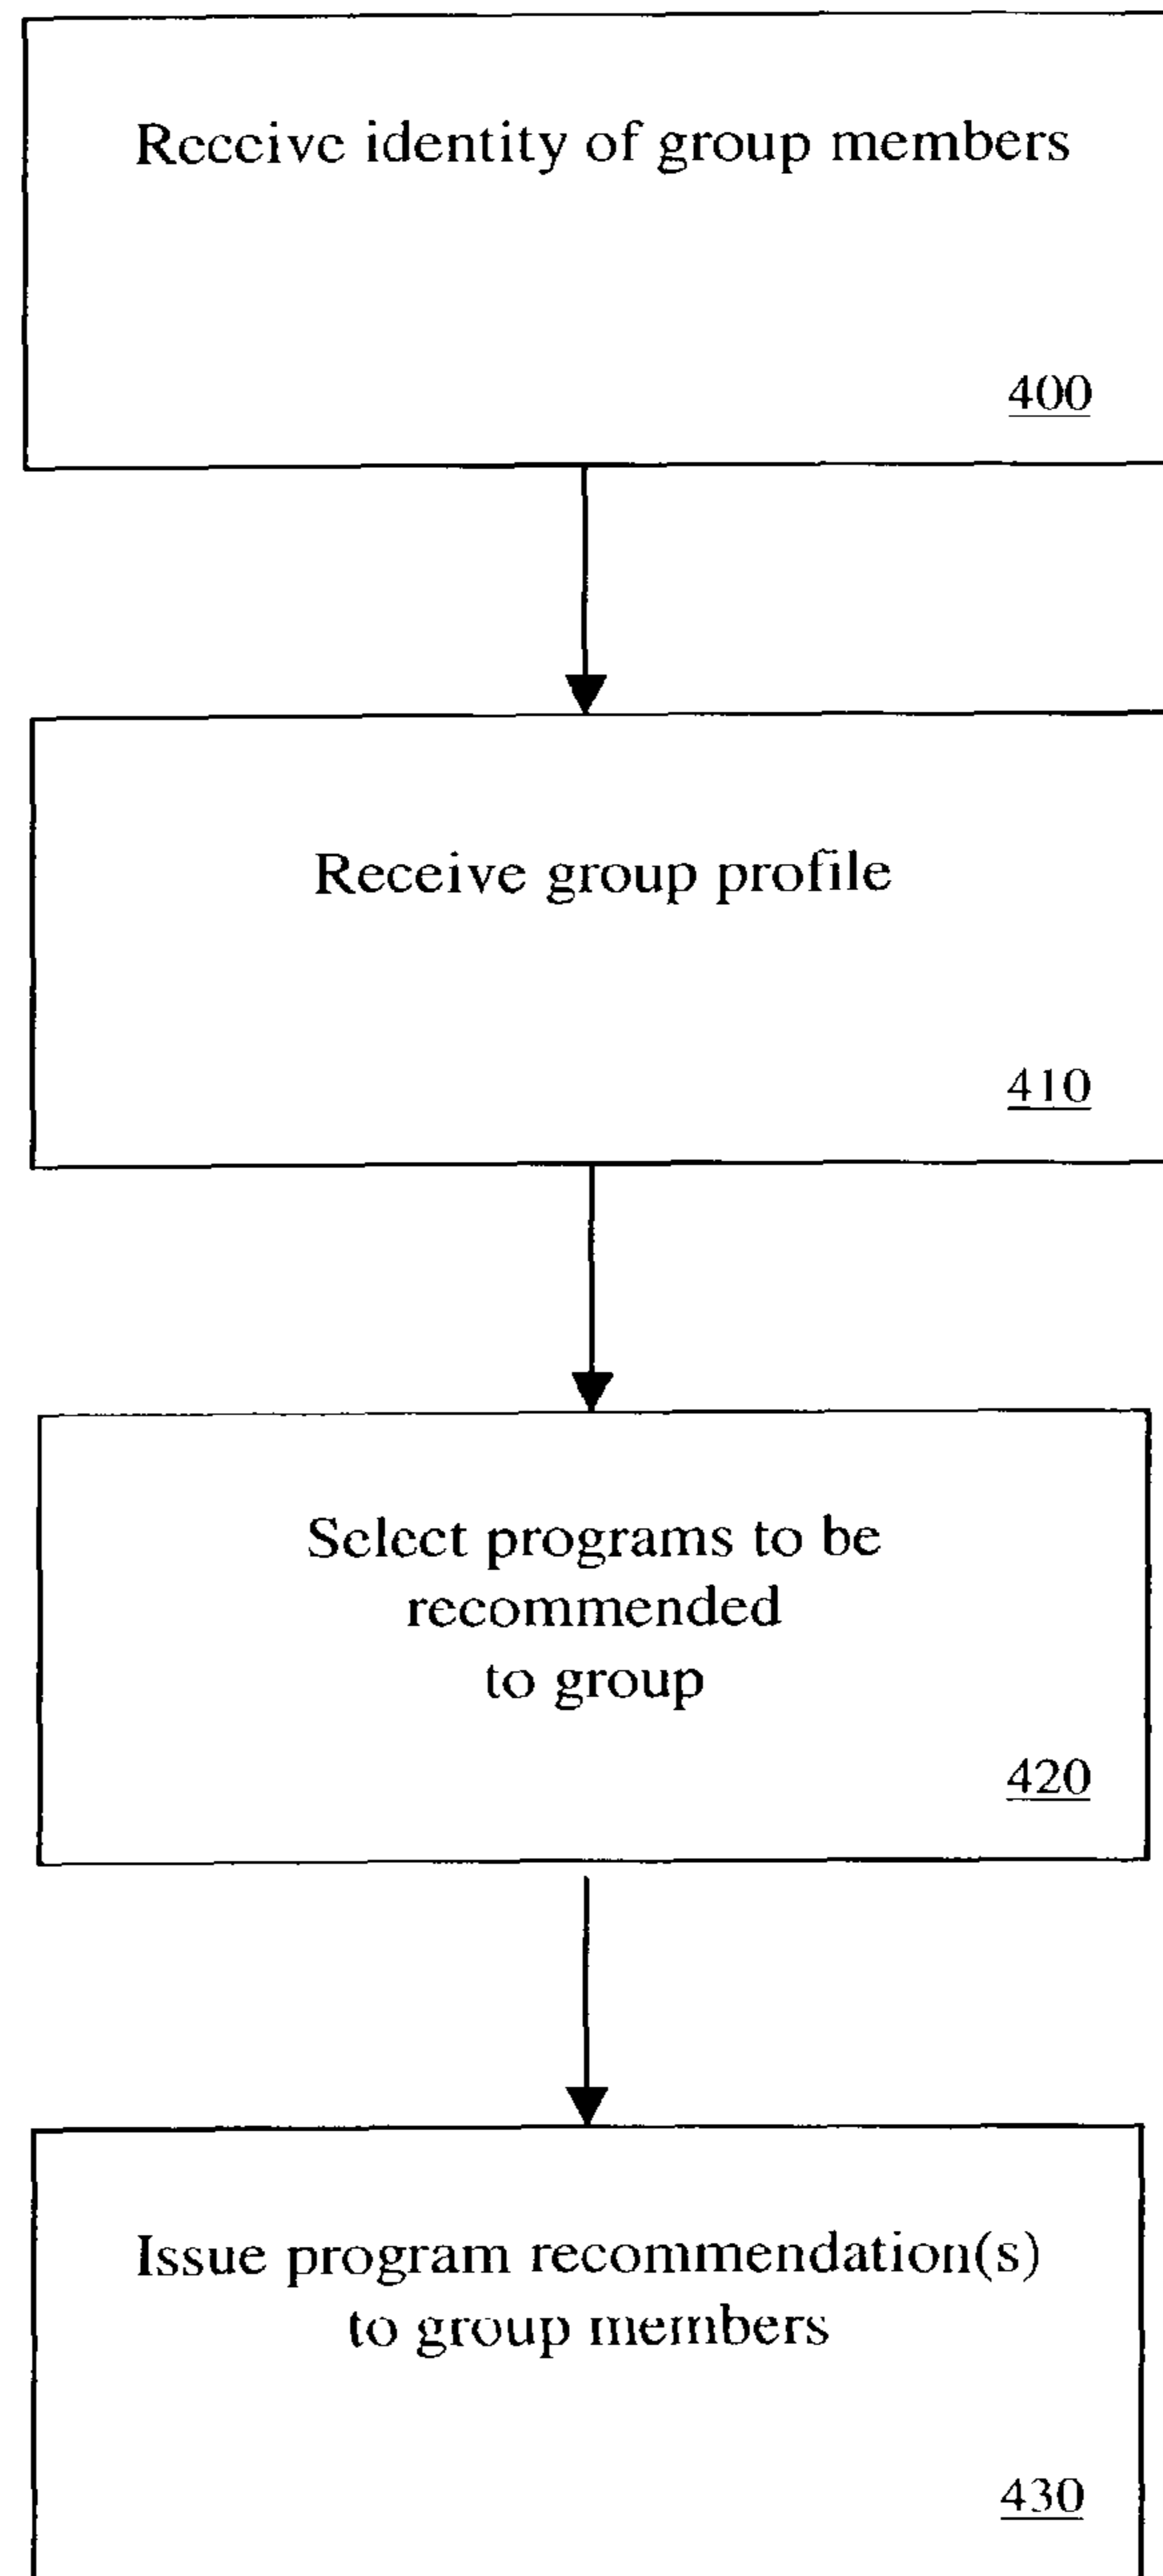 Receive identity of group members
400
Receive group profile
410
Select programs to be
recommended
to group
420
Issue program recommendation(s)
to group members
430